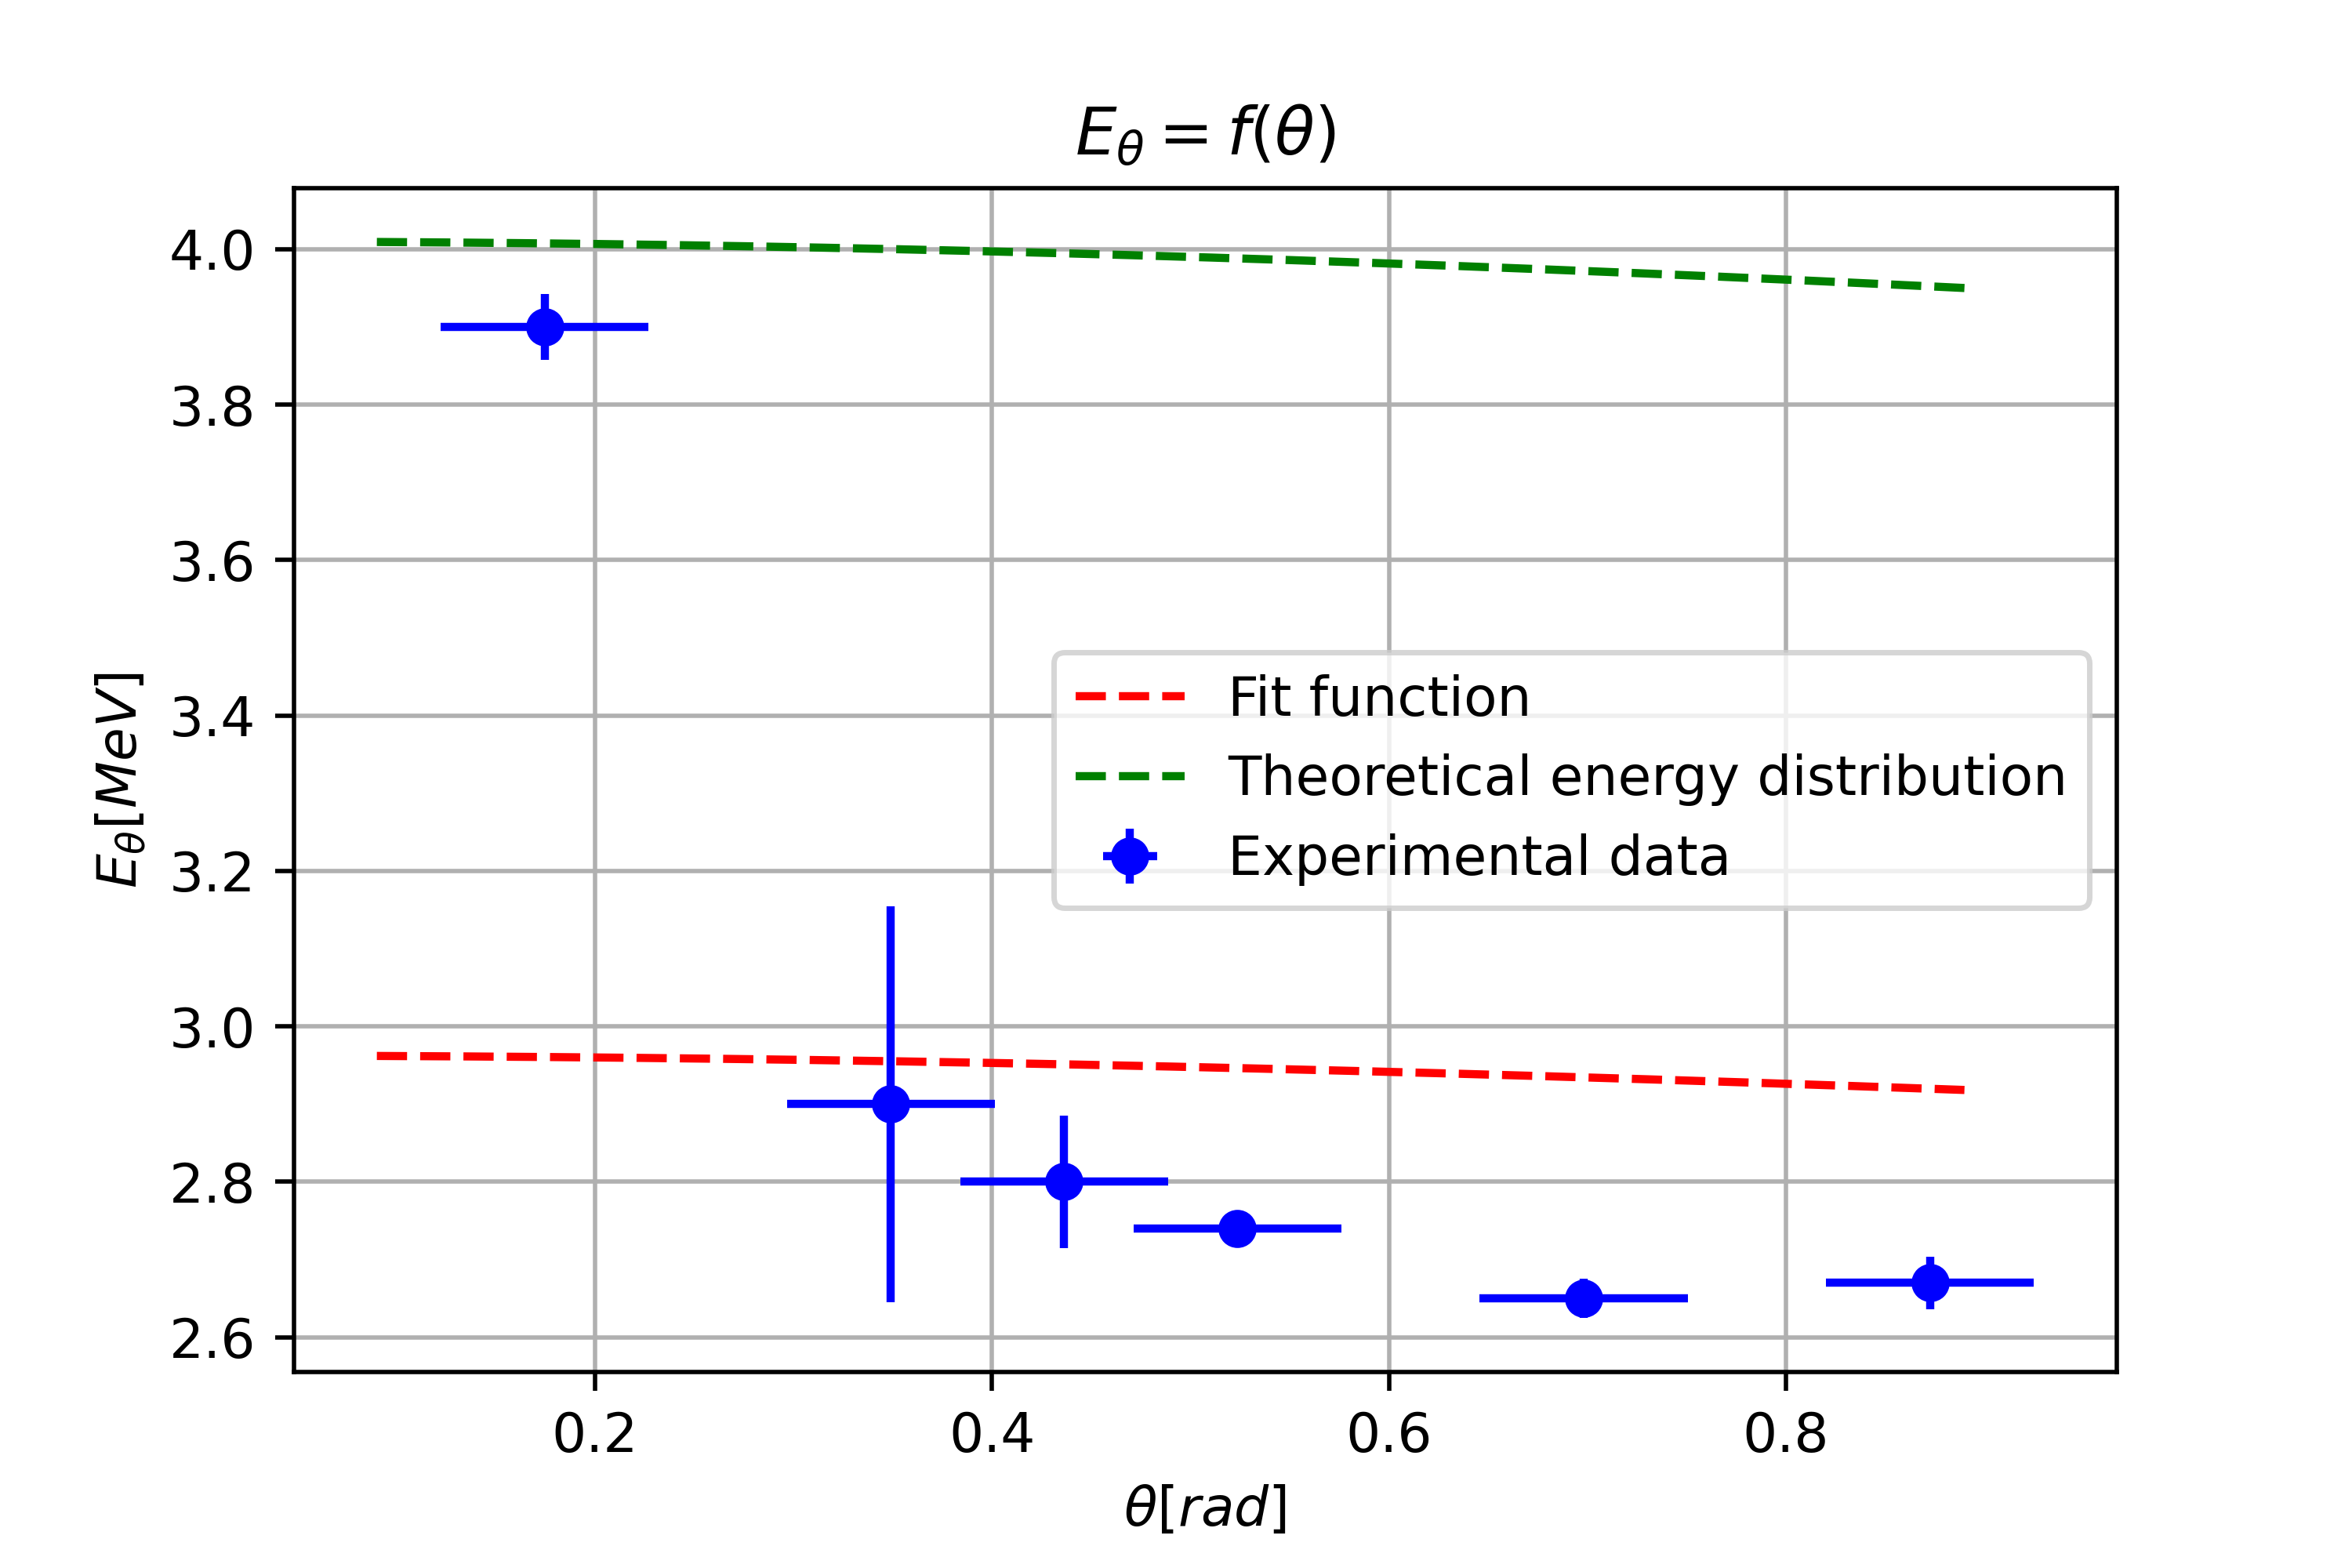 E_θ = f(θ)
E_θ[MeV]
4.0
3.8
3.6
3.4
3.2
3.0
2.8
2.6
Fit function
Theoretical energy distribution
Experimental data
0.2 0.4 0.6 0.8
θ[rad]